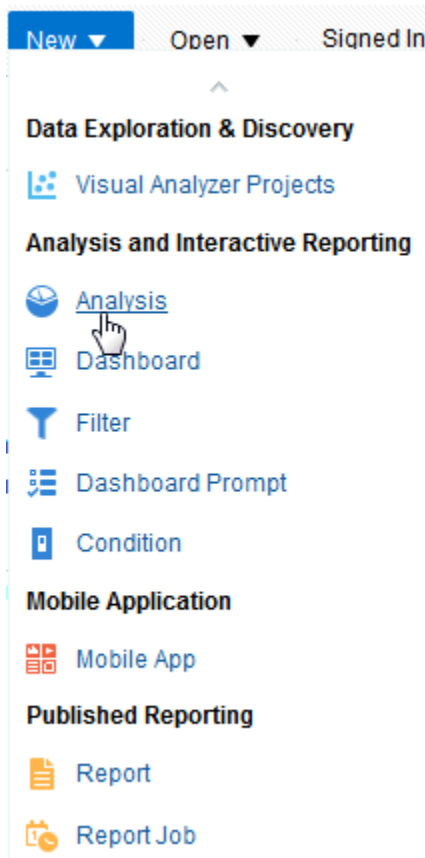 New ▼ Open ▼ Signed In
Data Exploration & Discovery
Visual Analyzer Projects
Analysis and Interactive Reporting
Analysis
Dashboard
Filter
Dashboard Prompt
Condition
Mobile Application
Mobile App
Published Reporting
Report
Report Job